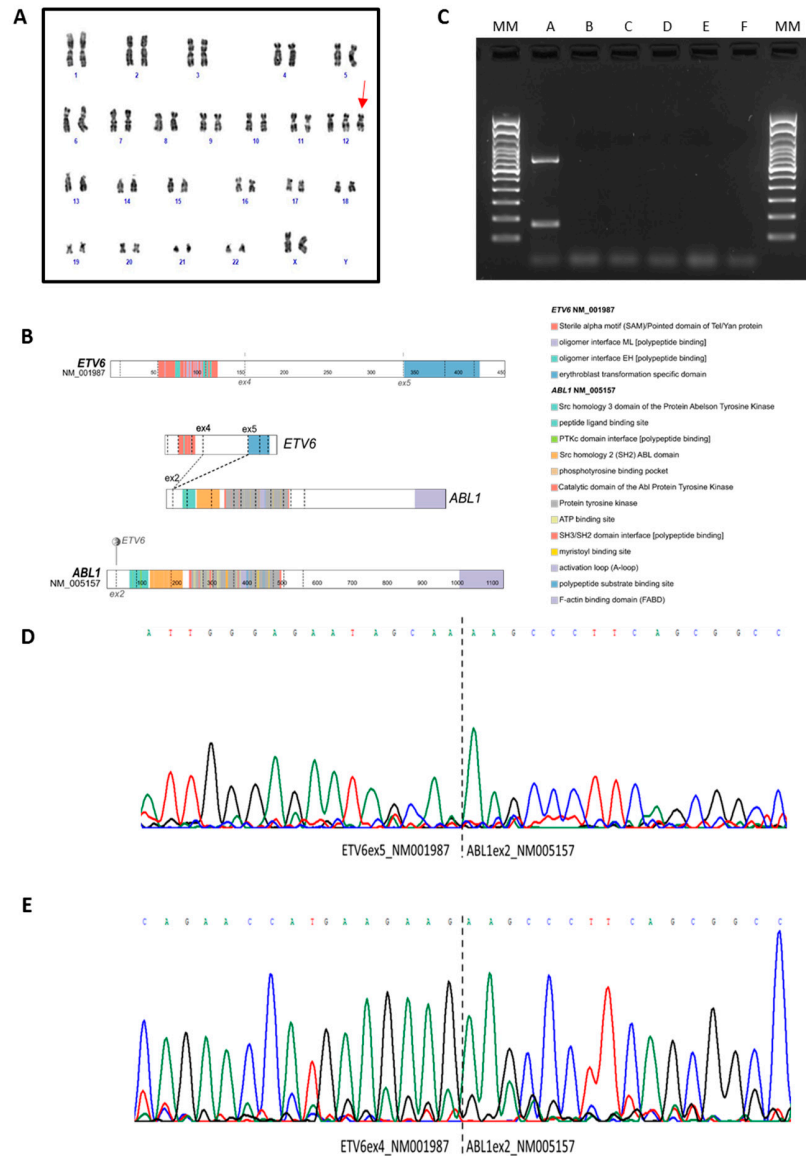 A
1 2 3 4 5
6 7 8 9 10 11 12
13 14 15 16 17 18
19 20 21 22 X Y
C
MM A B C D E F MM
B
ETV6
NM_001987
50 100 150 200 250 300 350 400 450
ex4 ex5
ex4 ex5
ETV6
ex2
ABL1
ETV6
ABL1
NM_005157
100 200 300 400 500 600 700 800 900 1000 1100
ex2
ETV6 NM_001987
Sterile alpha motif (SAM)/Pointed domain of Tel/Yan protein
oligomer interface ML [polypeptide binding]
oligomer interface EH [polypeptide binding]
erythroblast transformation specific domain
ABL1 NM_005157
Src homology 3 domain of the Protein Abelson Tyrosine Kinase
peptide ligand binding site
PTKc domain interface [polypeptide binding]
Src homology 2 (SH2) ABL domain
phosphotyrosine binding pocket
Catalytic domain of the Abl Protein Tyrosine Kinase
Protein tyrosine kinase
ATP binding site
SH3/SH2 domain interface [polypeptide binding]
myristoyl binding site
activation loop (A-loop)
polypeptide substrate binding site
F-actin binding domain (FABD)
D
A T T G G G A G A A T A G C A A A A G C C C T T C A G C G G C C
ETV6ex5_NM001987 ABL1ex2_NM005157
E
C A G A A C C A T G A A G A A G A A G C C C T T C A G C G G C C
ETV6ex4_NM001987 ABL1ex2_NM005157